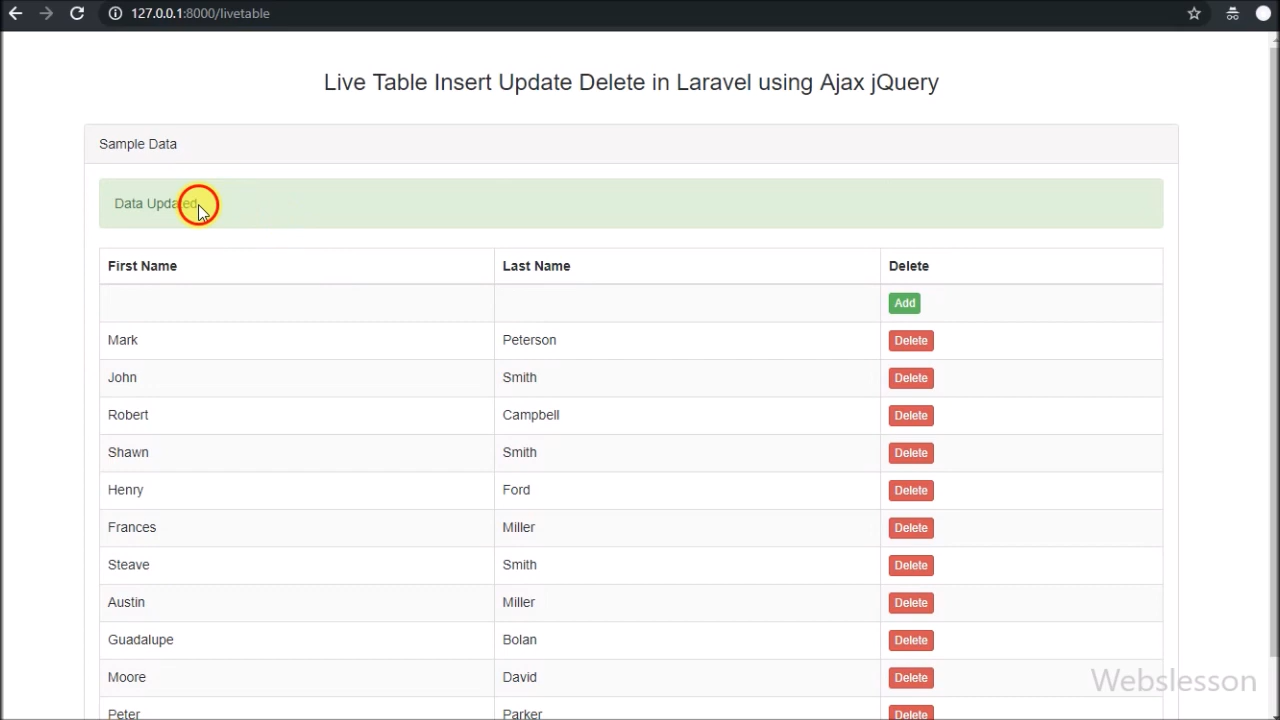 127.0.0.1:8000/livetable
Live Table Insert Update Delete in Laravel using Ajax jQuery
Sample Data
Data Updated
First Name Last Name Delete
Add
Mark Peterson Delete
John Smith Delete
Robert Campbell Delete
Shawn Smith Delete
Henry Ford Delete
Frances Miller Delete
Steave Smith Delete
Austin Miller Delete
Guadalupe Bolan Delete
Moore David Delete
Webslesson
Peter Parker Delete